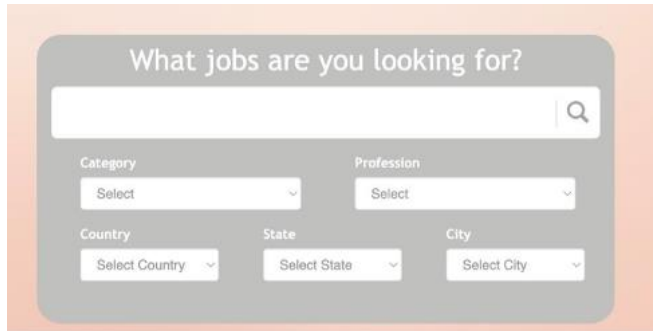 What jobs are you looking for?
Category Profession
Select Select
Country State City
Select Country Select State Select City